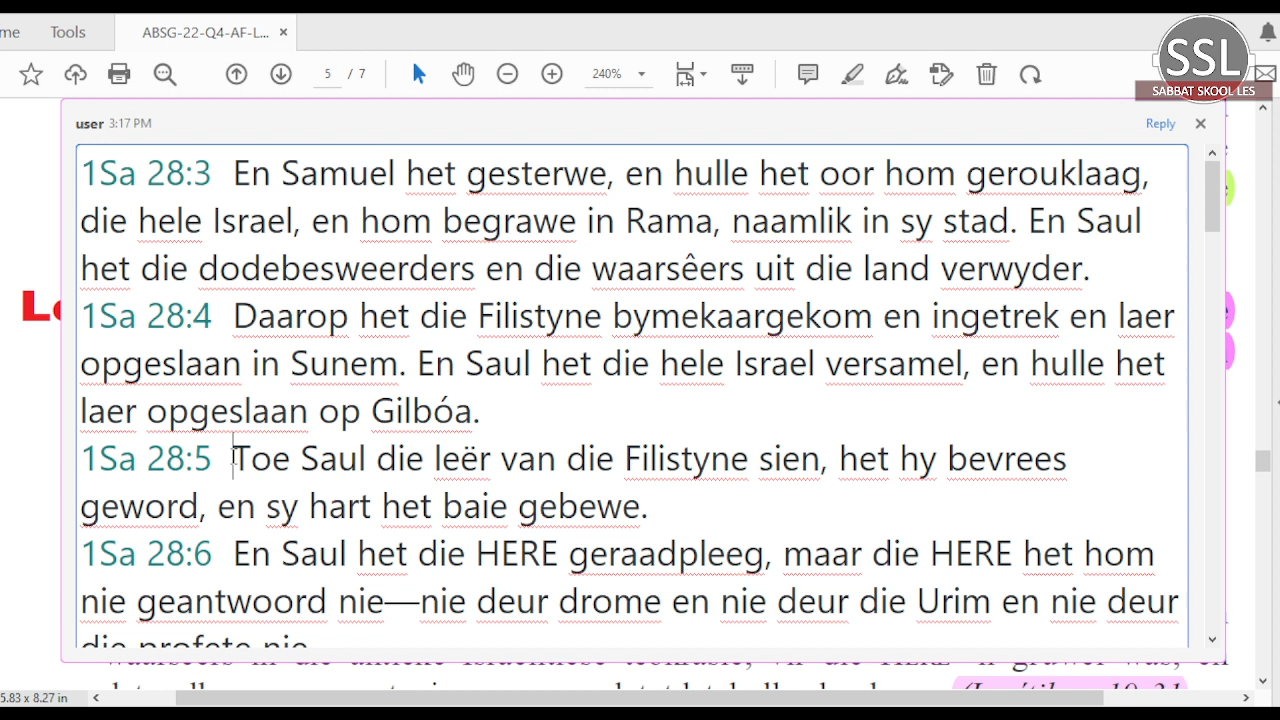 me Tools ABSG-22-Q4-AF-L... ×
SSL
SABBAT SKOOL LES
5 / 7 240%
user 3:17 PM Reply ×
1Sa 28:3 En Samuel het gesterwe, en hulle het oor hom gerouklaag,
die hele Israel, en hom begrawe in Rama, naamlik in sy stad. En Saul
het die dodebesweerders en die waarsêers uit die land verwyder.
1Sa 28:4 Daarop het die Filistyne bymekaargekom en ingetrek en laer
opgeslaan in Sunem. En Saul het die hele Israel versamel, en hulle het
laer opgeslaan op Gilbóa.
1Sa 28:5 Toe Saul die leër van die Filistyne sien, het hy bevrees
geword, en sy hart het baie gebewe.
1Sa 28:6 En Saul het die HERE geraadpleeg, maar die HERE het hom
nie geantwoord nie—nie deur drome en nie deur die Urim en nie deur
die profete nie.
5.83 x 8.27 in